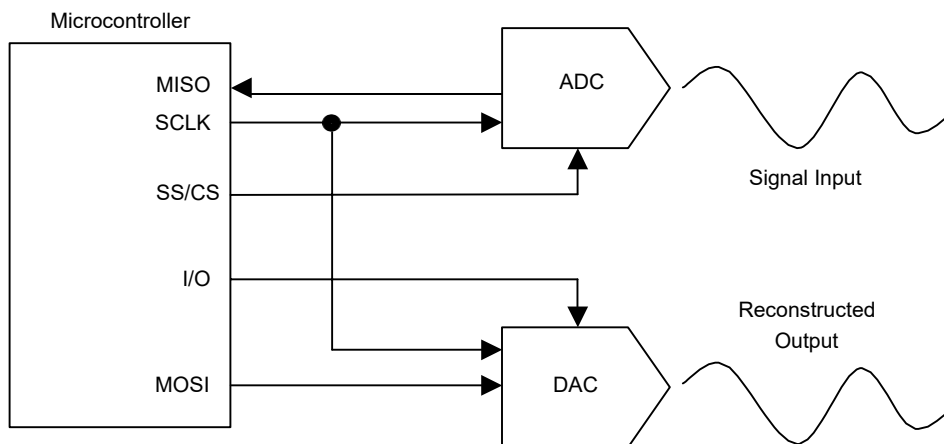 Microcontroller
MISO
SCLK
SS/CS
I/O
MOSI
ADC
Signal Input
Reconstructed
Output
DAC